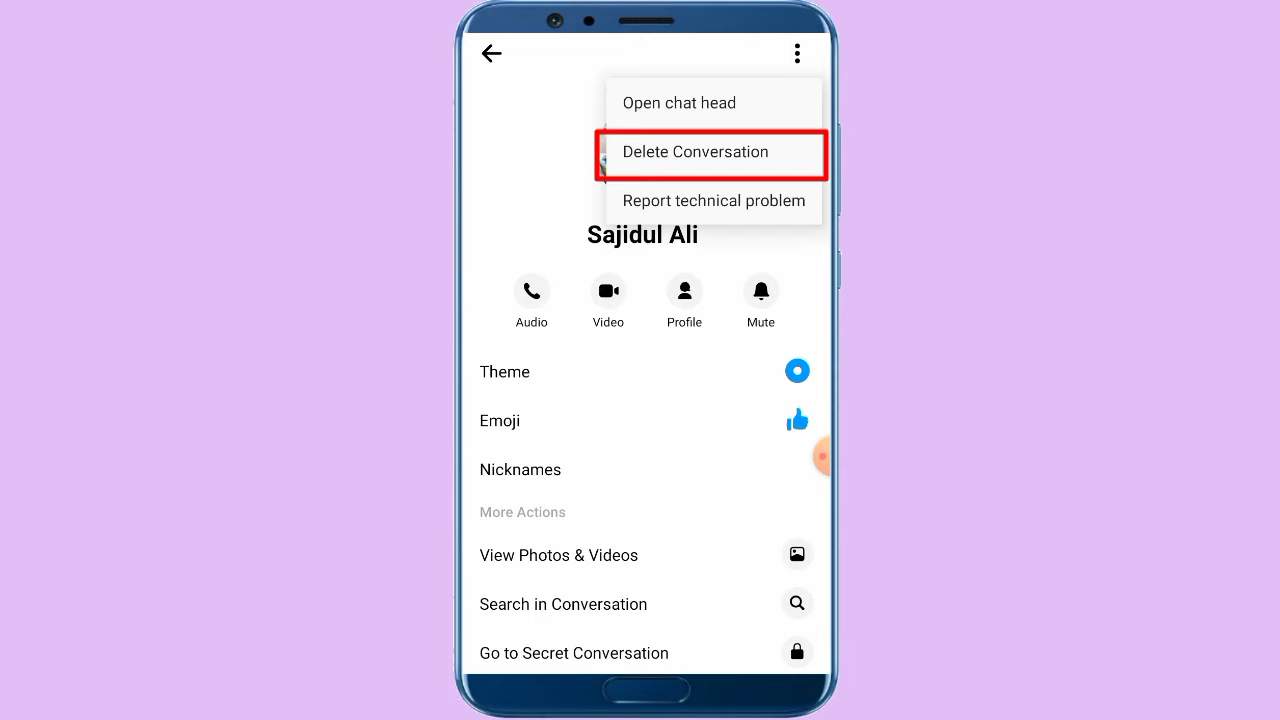 Open chat head
Delete Conversation
Report technical problem
Sajidul Ali
Audio Video Profile Mute
Theme
Emoji
Nicknames
More Actions
View Photos & Videos
Search in Conversation
Go to Secret Conversation